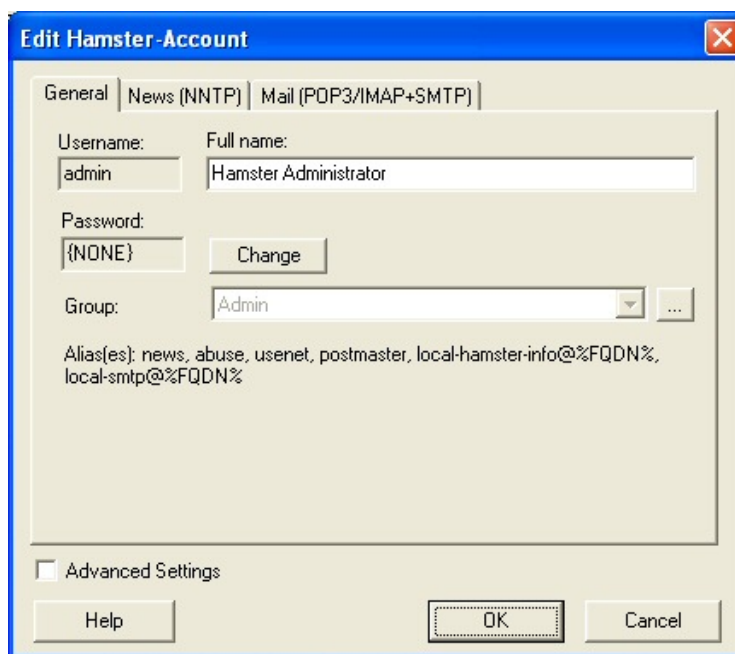 Edit Hamster-Account
General News (NNTP) Mail (POP3/IMAP+SMTP)
Username: Full name:
admin Hamster Administrator
Password:
{NONE} Change
Group: Admin ...
Alias(es): news, abuse, usenet, postmaster, local-hamster-info@%FQDN%,
local-smtp@%FQDN%
Advanced Settings
Help OK Cancel